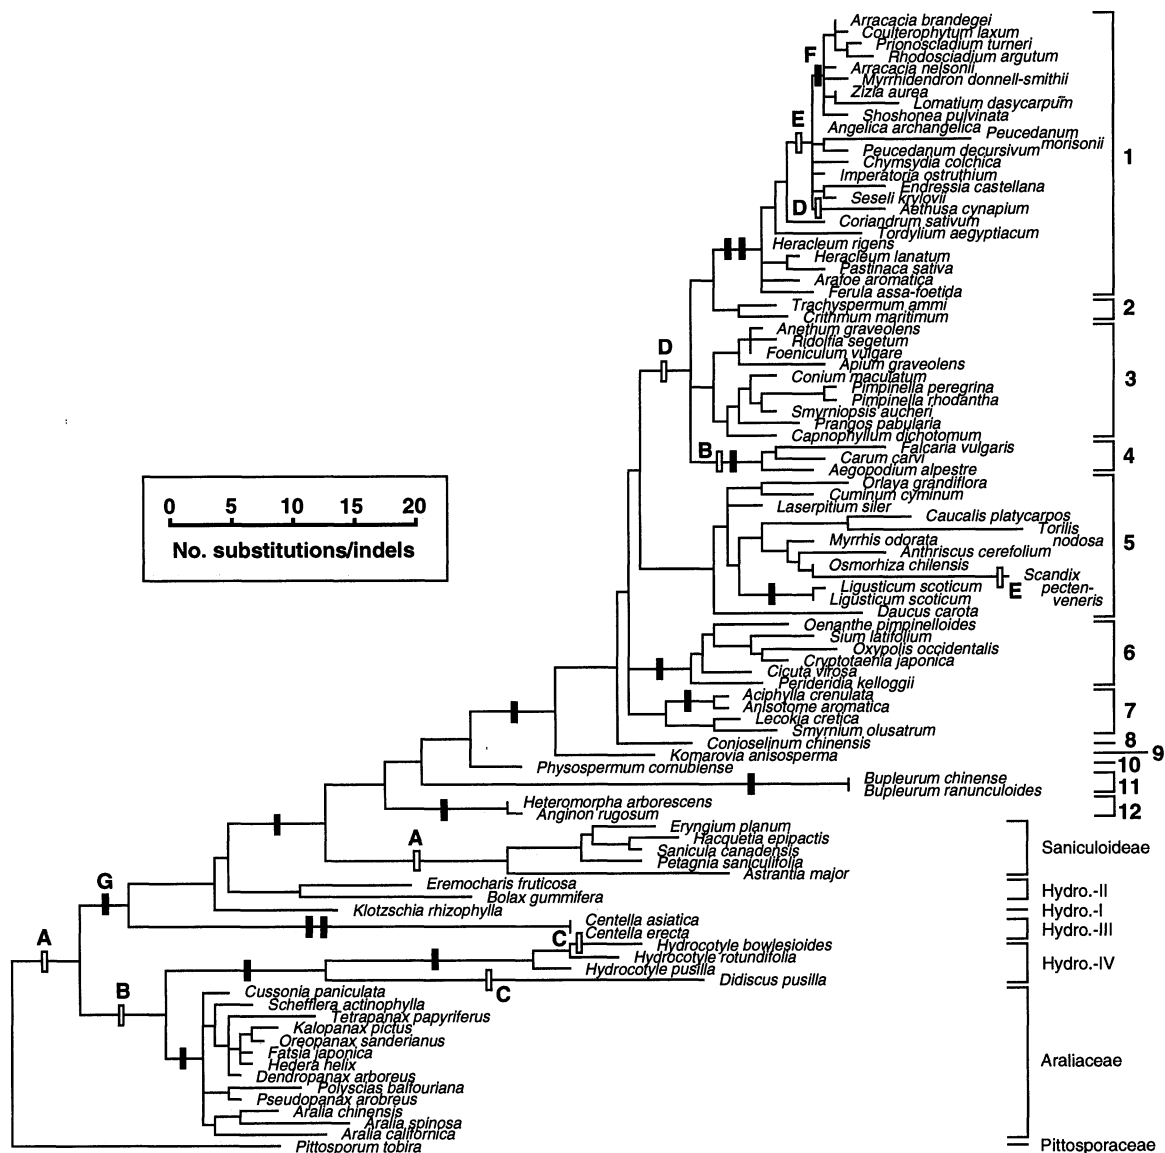 Arracacia brandegei
Coulterophytum laxum
Prionoscladium turneri
Rhodosciadium argutum
F
Arracacia nelsonii
Myrrhidendron donnell-smithii
Zizia aurea
Lomatium dasycarpum
Shoshonea pulvinata
E
Angelica archangelica
Peucedanum
morisonii
Peucedanum decursivum
1
Chymsydia colchica
Imperatoria ostruthium
Endressia castellana
Seseli krylovii
D
Aethusa cynapium
Coriandrum sativum
Tordylium aegyptiacum
Heracleum rigens
Heracleum lanatum
Pastinaca sativa
Arafoe aromatica
Ferula assa-foetida
Trachyspermum ammi
2
Crithmum maritimum
Anethum graveolens
Ridolfia segetum
D
Foeniculum vulgare
Apium graveolens
Conium maculatum
3
Pimpinella peregrina
Pimpinella rhodantha
Smyrniopsis aucheri
Prangos pabularia
Capnophyllum dichotomum
B
Falcaria vulgaris
Carum carvi
4
Aegopodium alpestre
Orlaya grandiflora
Cuminum cyminum
0 5 10 15 20
No. substitutions/indels
Laserpitium siler
Caucalis platycarpos
Torilis
nodosa
5
Myrrhis odorata
Anthriscus cerefolium
Osmorhiza chilensis
Scandix
pecten-
veneris
E
Ligusticum scoticum
Ligusticum scoticum
Daucus carota
Oenanthe pimpinelloides
Sium latifolium
Oxypolis occidentalis
6
Cryptotaenia japonica
Cicuta virosa
Perideridia kelloggii
Aciphylla crenulata
Anisotome aromatica
7
Lecokia cretica
Smyrnium olusatrum
Conioselinum chinensis
8
Komarovia anisosperma
9
Physospermum cornubiense
10
Bupleurum chinense
11
Bupleurum ranunculoides
Heteromorpha arborescens
12
Anginon rugosum
A
Eryngium planum
Hacquetia epipactis
Sanicula canadensis
Saniculoideae
Petagnia saniculifolia
Astrantia major
G
Eremocharis fruticosa
Hydro.-II
Bolax gummifera
Klotzschia rhizophylla
Hydro.-I
Centella asiatica
Hydro.-III
Centella erecta
A
C
Hydrocotyle bowlesioides
Hydrocotyle rotundifolia
Hydro.-IV
Hydrocotyle pusilla
Didiscus pusilla
C
B
Cussonia paniculata
Schefflera actinophylla
Tetrapanax papyriferus
Kalopanax pictus
Oreopanax sanderianus
Fatsia japonica
Hedera helix
Araliaceae
Dendropanax arboreus
Polyscias balfouriana
Pseudopanax arobreus
Aralia chinensis
Aralia spinosa
Aralia californica
Pittosporum tobira
Pittosporaceae